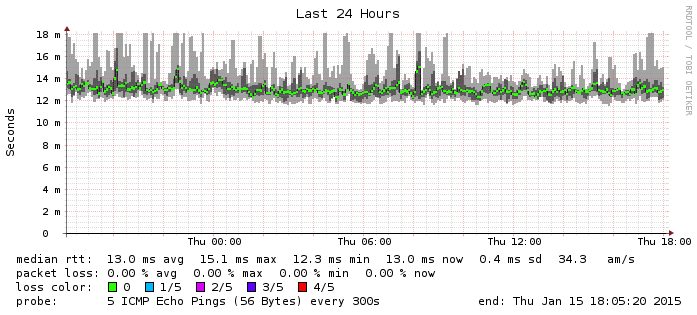 Last 24 Hours
RRDTOOL / TOBI OETIKER
Seconds
18 m
16 m
14 m
12 m
10 m
8 m
6 m
4 m
2 m
0
Thu 00:00 Thu 06:00 Thu 12:00 Thu 18:00
median rtt: 13.0 ms avg 15.1 ms max 12.3 ms min 13.0 ms now 0.4 ms sd 34.3 am/s
packet loss: 0.00 % avg 0.00 % max 0.00 % min 0.00 % now
loss color: 0 1/5 2/5 3/5 4/5
probe: 5 ICMP Echo Pings (56 Bytes) every 300s end: Thu Jan 15 18:05:20 2015